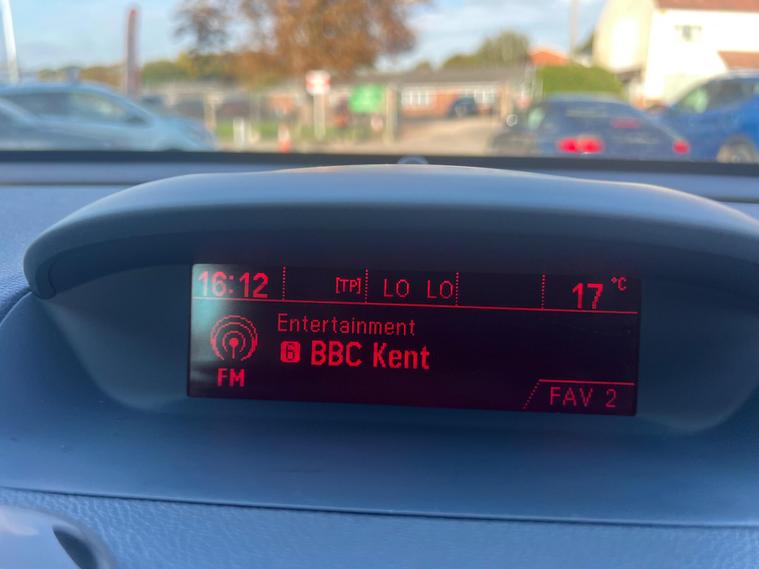 16:12 [TP] LO LO 17 °C
Entertainment
6 BBC Kent
FM
FAV 2